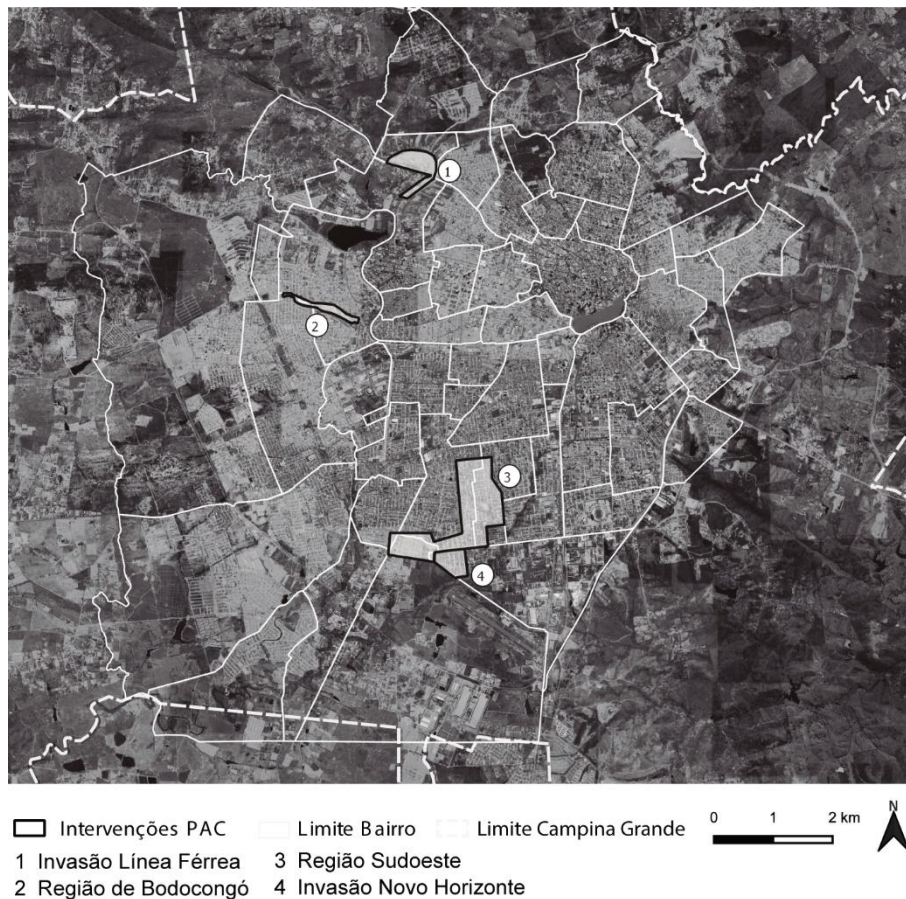 1
2
3
4
Intervenções PAC
Limite Bairro
Limite Campina Grande
0 1 2 km
N
1 Invasão Línea Férrea
3 Região Sudoeste
2 Região de Bodocongó
4 Invasão Novo Horizonte